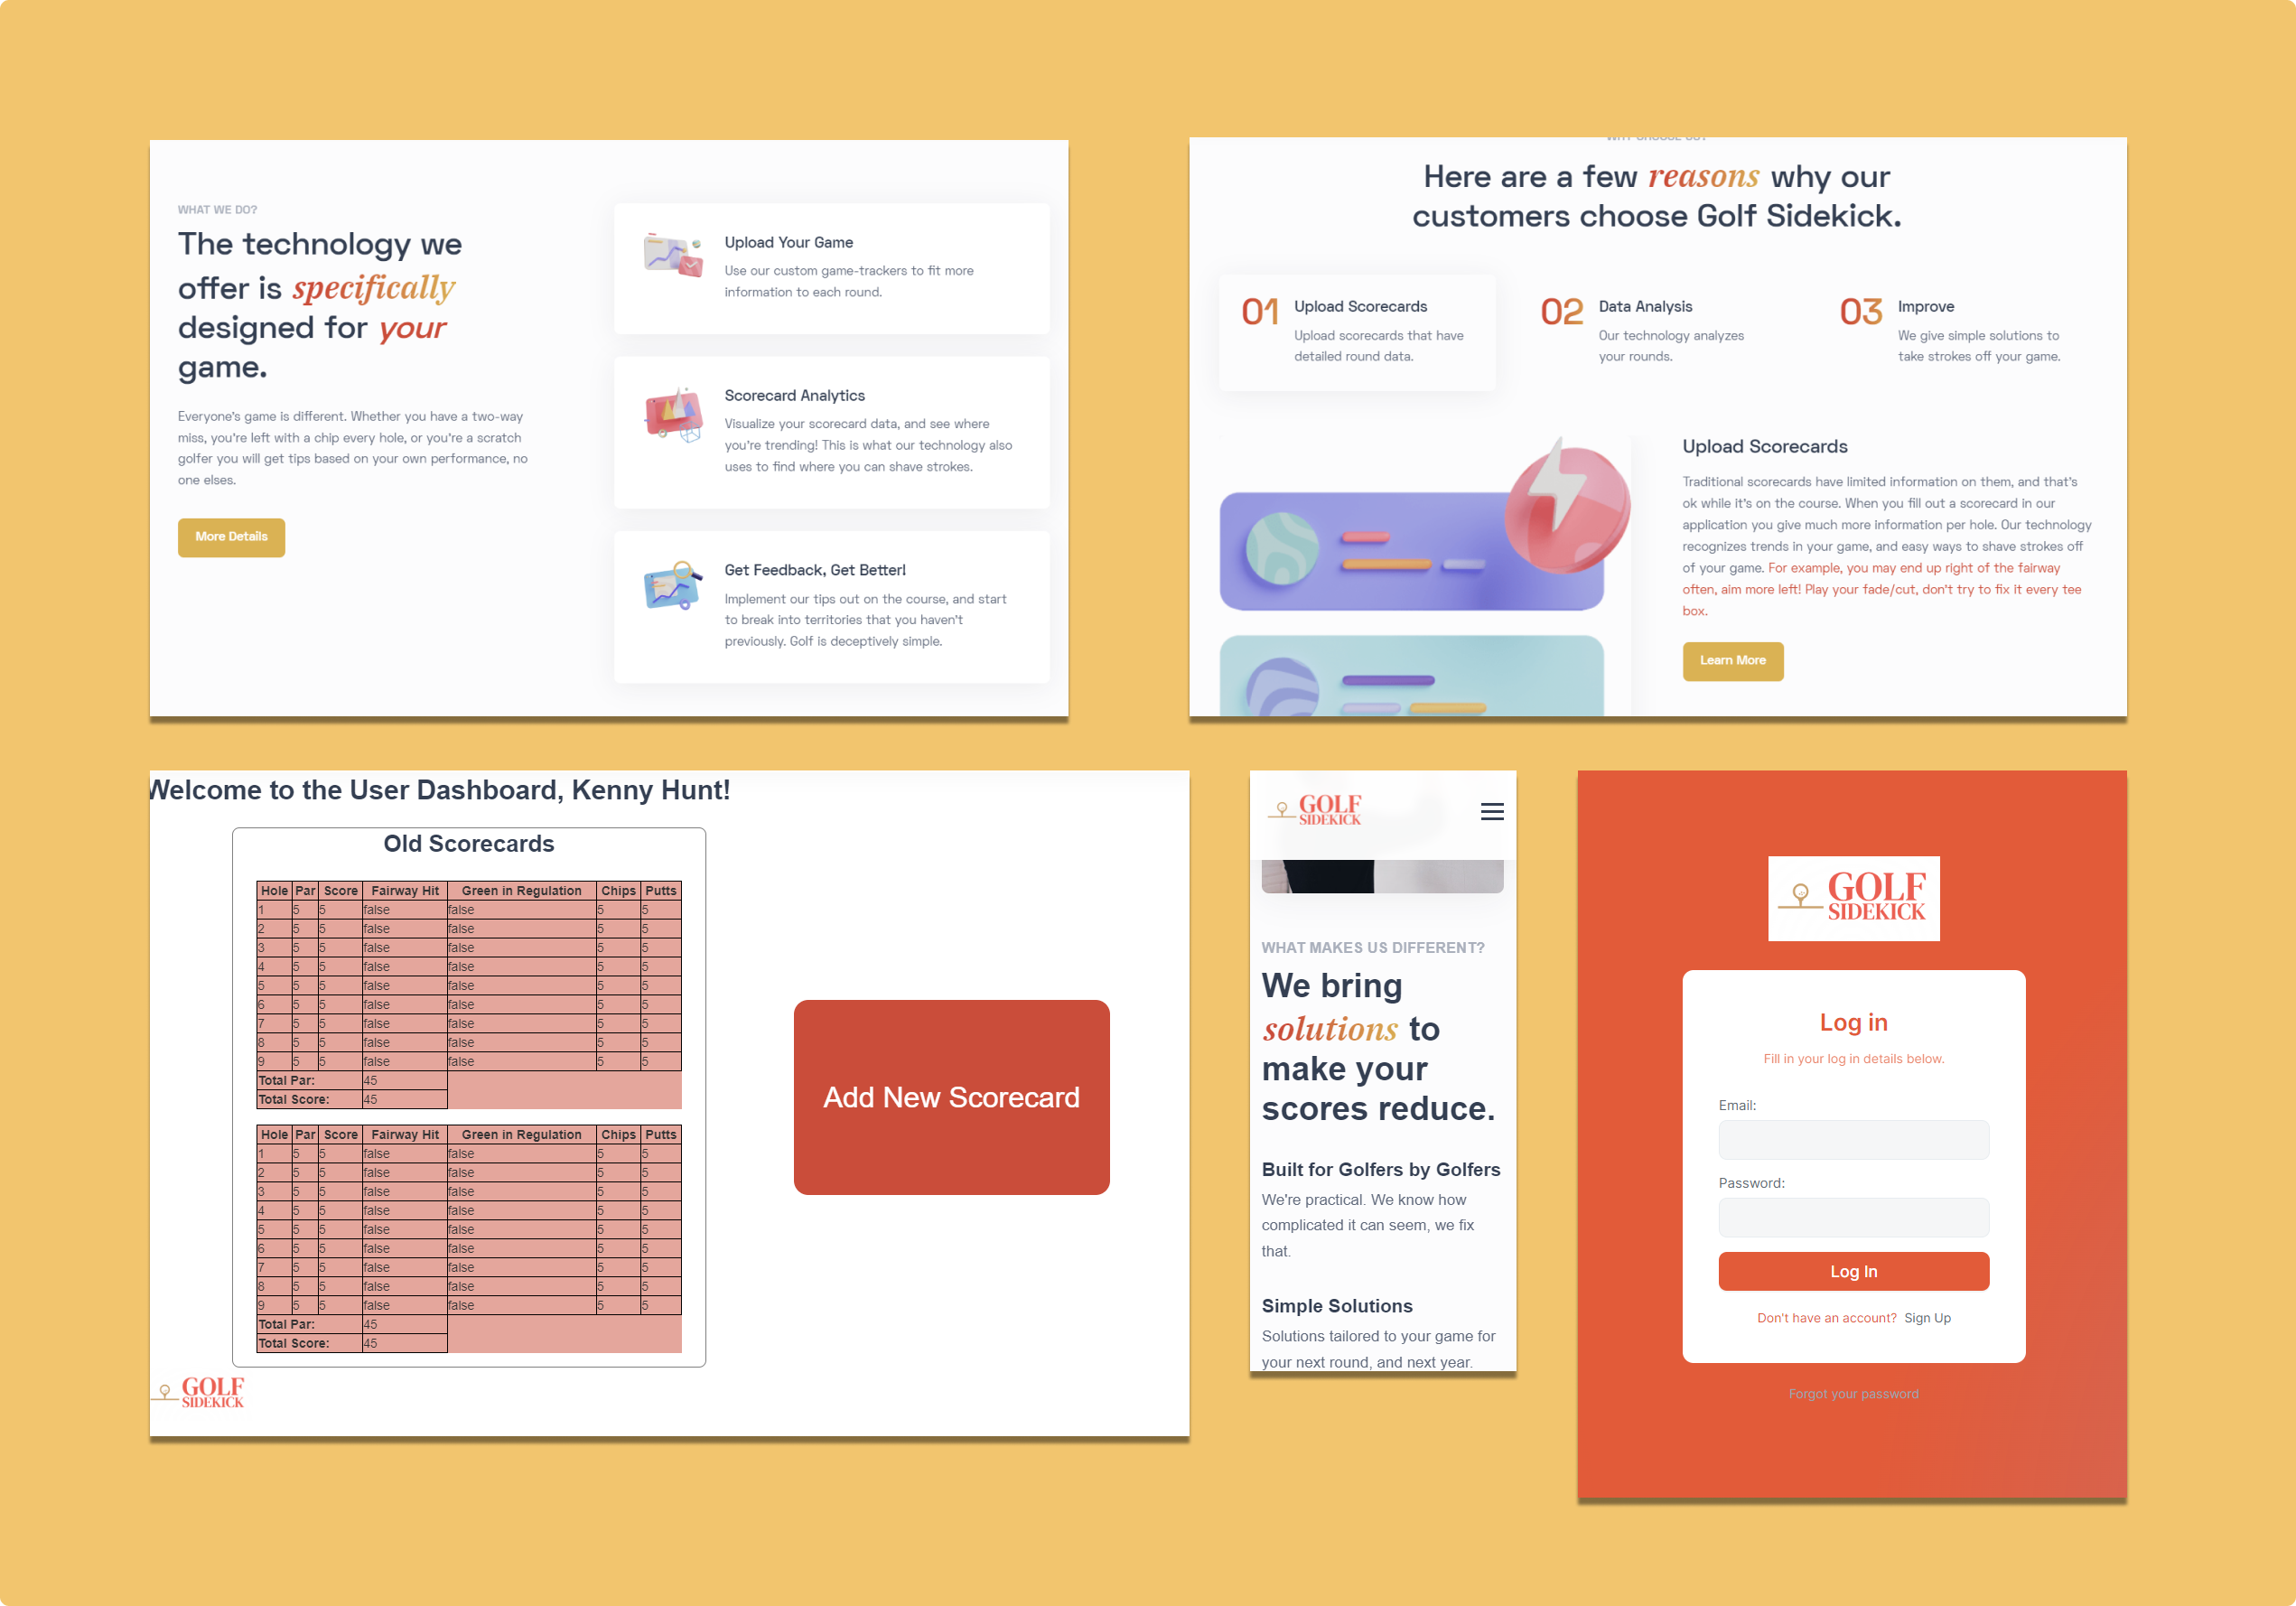 WHAT WE DO?
The technology we
offer is specifically
designed for your
game.
Everyone's game is different. Whether you have a two-way
miss, you're left with a chip every hole, or you're a scratch
golfer you will get tips based on your own performance, no
one elses.
More Details
Upload Your Game
Use our custom game-trackers to fit more
information to each round.
Scorecard Analytics
Visualize your scorecard data, and see where
you're trending! This is what our technology also
uses to find where you can shave strokes.
Get Feedback, Get Better!
Implement our tips out on the course, and start
to break into territories that you haven't
previously. Golf is deceptively simple.
WHY CHOOSE US?
Here are a few reasons why our
customers choose Golf Sidekick.
01 Upload Scorecards
Upload scorecards that have
detailed round data.
02 Data Analysis
Our technology analyzes
your rounds.
03 Improve
We give simple solutions to
take strokes off your game.
Upload Scorecards
Traditional scorecards have limited information on them, and that's
ok while it's on the course. When you fill out a scorecard in our
application you give much more information per hole. Our technology
recognizes trends in your game, and easy ways to shave strokes off
of your game. For example, you may end up right of the fairway
often, aim more left! Play your fade/cut, don't try to fix it every tee
box.
Learn More
Welcome to the User Dashboard, Kenny Hunt!
Old Scorecards
Hole Par Score Fairway Hit Green in Regulation Chips Putts
1 5 5 false false 5 5
2 5 5 false false 5 5
3 5 5 false false 5 5
4 5 5 false false 5 5
5 5 5 false false 5 5
6 5 5 false false 5 5
7 5 5 false false 5 5
8 5 5 false false 5 5
9 5 5 false false 5 5
Total Par: 45
Total Score: 45
Hole Par Score Fairway Hit Green in Regulation Chips Putts
1 5 5 false false 5 5
2 5 5 false false 5 5
3 5 5 false false 5 5
4 5 5 false false 5 5
5 5 5 false false 5 5
6 5 5 false false 5 5
7 5 5 false false 5 5
8 5 5 false false 5 5
9 5 5 false false 5 5
Total Par: 45
Total Score: 45
Add New Scorecard
GOLF
SIDEKICK
GOLF
SIDEKICK
WHAT MAKES US DIFFERENT?
We bring
solutions to
make your
scores reduce.
Built for Golfers by Golfers
We're practical. We know how
complicated it can seem, we fix
that.
Simple Solutions
Solutions tailored to your game for
your next round, and next year.
GOLF
SIDEKICK
Log in
Fill in your log in details below.
Email:
Password:
Log In
Don't have an account? Sign Up
Forgot your password